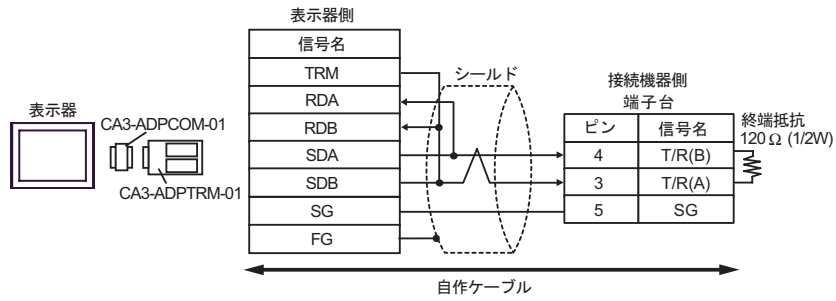 表示器側
信号名
TRM
RDA
RDB
SDA
SDB
SG
FG
シールド
表示器
CA3-ADPCOM-01
CA3-ADPTRM-01
接続機器側
端子台
ピン 信号名
4 T/R(B)
3 T/R(A)
5 SG
終端抵抗
120Ω (1/2W)
自作ケーブル